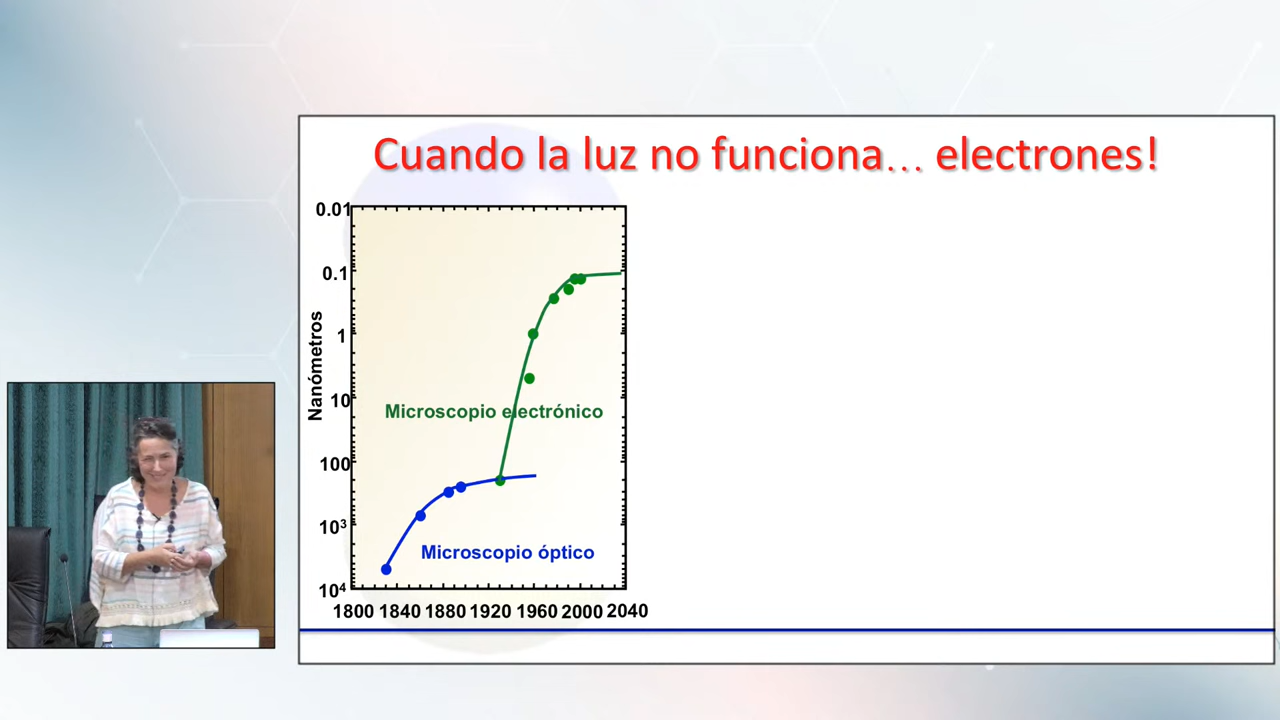 Cuando la luz no funciona… electrones!
0.01
0.1
1
10
100
10³
10⁴
Nanómetros
Microscopio electrónico
Microscopio óptico
1800 1840 1880 1920 1960 2000 2040